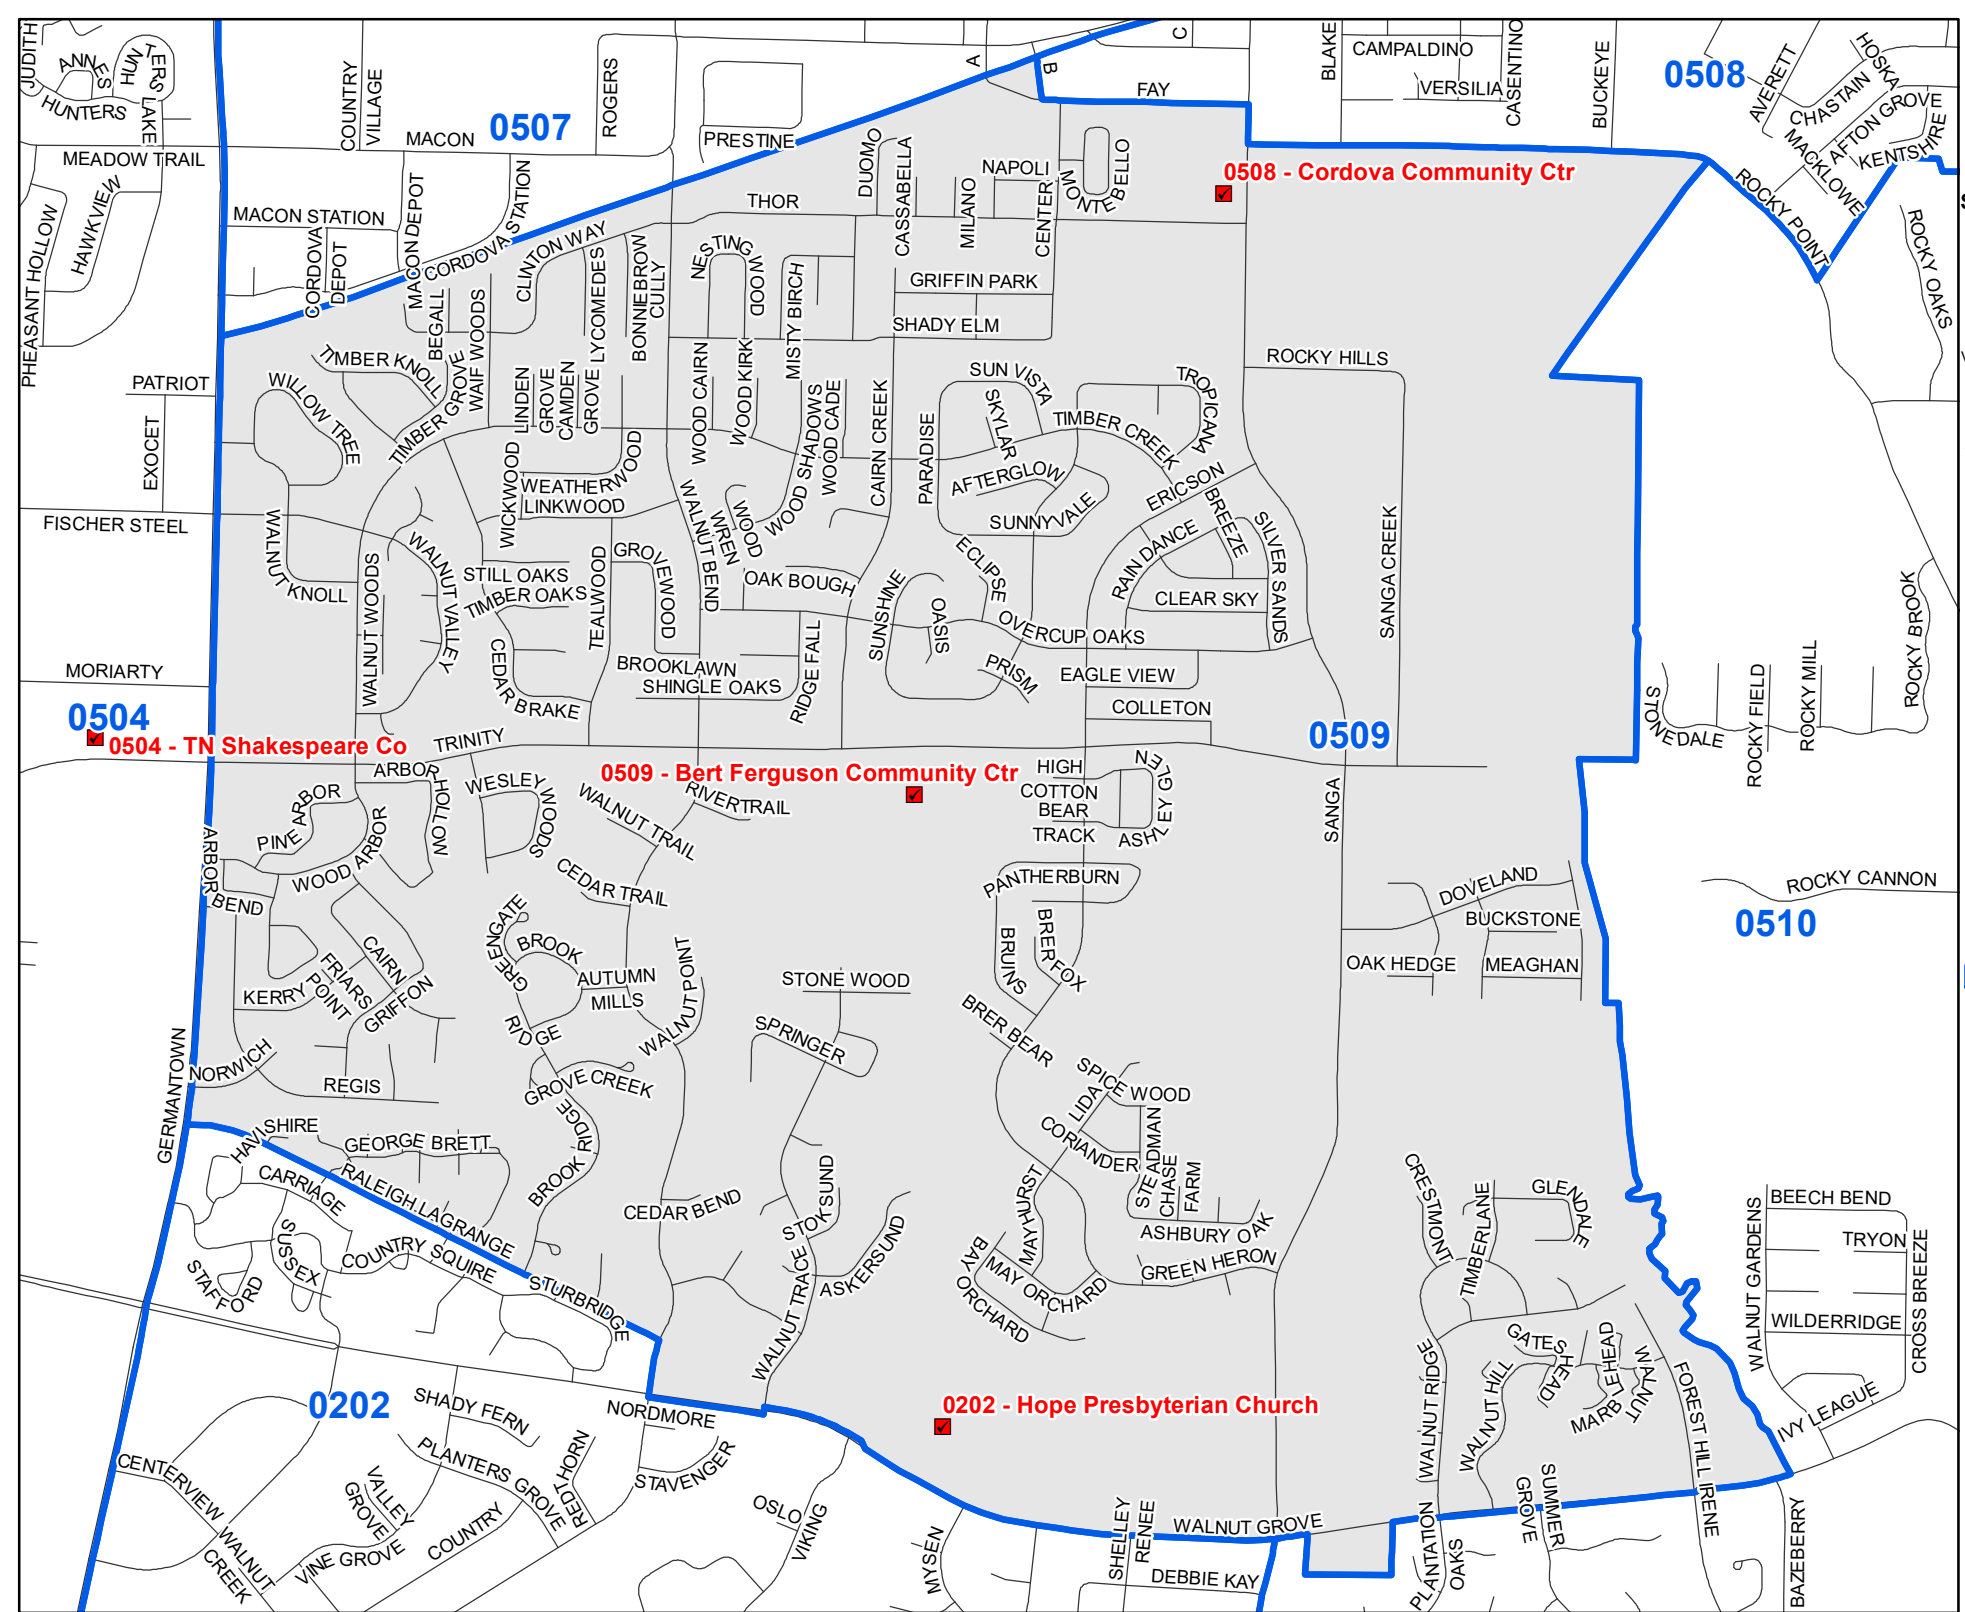 JUDITH
ANNES
HUNTERS
HUNTERS
LAKE
COUNTRY
VILLAGE
ROGERS
0507
MACON
MEADOW TRAIL
PRESTINE
A
B
C
FAY
BLAKE
CAMPALDINO
VERSILIA
CASENTINO
BUCKEYE
0508
AVERETT
HOSKA
CHASTAIN
AFTON GROVE
MACKLOWE
KENTSHIRE
ROCKY POINT
ROCKY OAKS
PHEASANT HOLLOW
HAWKVIEW
MACON STATION
CORDOVA
DEPOT
MACON DEPOT
CORDOVA STATION
CLINTON WAY
THOR
DUOMO
CASSABELLA
MILANO
NAPOLI
CENTER
MONTEBELLO
0508 - Cordova Community Ctr
BEGALL
WAIF WOODS
LYCOMEDES
BONNIEBROW
CULLY
NESTING
WOOD
MISTY BIRCH
GRIFFIN PARK
SHADY ELM
ROCKY HILLS
PATRIOT
EXOCET
WILLOW TREE
TIMBER KNOLL
TIMBER GROVE
LINDEN
GROVE
CAMDEN
GROVE
WOOD CAIRN
WOOD KIRK
WOOD SHADOWS
WOOD CADE
CAIRN CREEK
PARADISE
SUN VISTA
SKYLAR
TIMBER CREEK
TROPICANA
AFTERGLOW
SUNNYVALE
ERICSON
BREEZE
SILVER SANDS
SANGA CREEK
FISCHER STEEL
WALNUT
KNOLL
WALNUT WOODS
WALNUT VALLEY
WICKWOOD
WEATHERWOOD
LINKWOOD
WALNUT BEND
WOOD
WREN
STILL OAKS
TIMBER OAKS
TEALWOOD
GROVEWOOD
OAK BOUGH
SUNSHINE
OASIS
ECLIPSE
RAIN DANCE
CLEAR SKY
OVERCUP OAKS
CEDAR BRAKE
BROOKLAWN
SHINGLE OAKS
RIDGE FALL
PRISM
EAGLE VIEW
COLLETON
ROCKY BROOK
STONEDALE
ROCKY FIELD
ROCKY MILL
MORIARTY
0504
0504 - TN Shakespeare Co
TRINITY
0509
0509 - Bert Ferguson Community Ctr
ARBOR
HOLLOW
WESLEY
WOODS
WALNUT TRAIL
RIVERTRAIL
HIGH
COTTON
BEAR
TRACK
ASHLEY GLEN
SANGA
PINE ARBOR
WOOD ARBOR
ARBOR
BEND
CEDAR TRAIL
PANTHERBURN
DOVELAND
BUCKSTONE
OAK HEDGE
MEAGHAN
ROCKY CANNON
0510
GREENGATE
BROOK
AUTUMN
MILLS
RIDGE
WALNUT POINT
STONE WOOD
SPRINGER
BRUINS
BRER FOX
BRER BEAR
CAIRN
FRIARS
POINT
GRIFFON
KERRY
NORWICH
REGIS
GERMANTOWN
GROVE CREEK
BROOK RIDGE
SPICE WOOD
LIDA
CORIANDER
STEADMAN
CHASE
FARM
ASHBURY OAK
GREEN HERON
MAYHURST
MAY ORCHARD
BAY ORCHARD
HAVISHIRE
GEORGE BRETT
CARRIAGE
RALEIGH LAGRANGE
SUSSEX
STAFFORD
COUNTRY SQUIRE
STURBRIDGE
CEDAR BEND
STOKSUND
WALNUT TRACE
ASKERSUND
CRESTMONT
TIMBERLANE
GLENDALE
WALNUT GARDENS
BEECH BEND
TRYON
CROSS BREEZE
WILDERRIDGE
IVY LEAGUE
WALNUT RIDGE
WALNUT HILL
GATESHEAD
MARBLEHEAD
WALNUT
FOREST HILL IRENE
0202
0202 - Hope Presbyterian Church
SHADY FERN
NORDMORE
PLANTERS GROVE
REDTHORN
STAVENGER
VALLEY
GROVE
VINE GROVE
COUNTRY
CENTERVIEW
WALNUT
CREEK
OSLO
VIKING
MYSEN
SHELLEY
RENEE
WALNUT GROVE
DEBBIE KAY
PLANTATION
OAKS
SUMMER
GROVE
BAZEBERRY